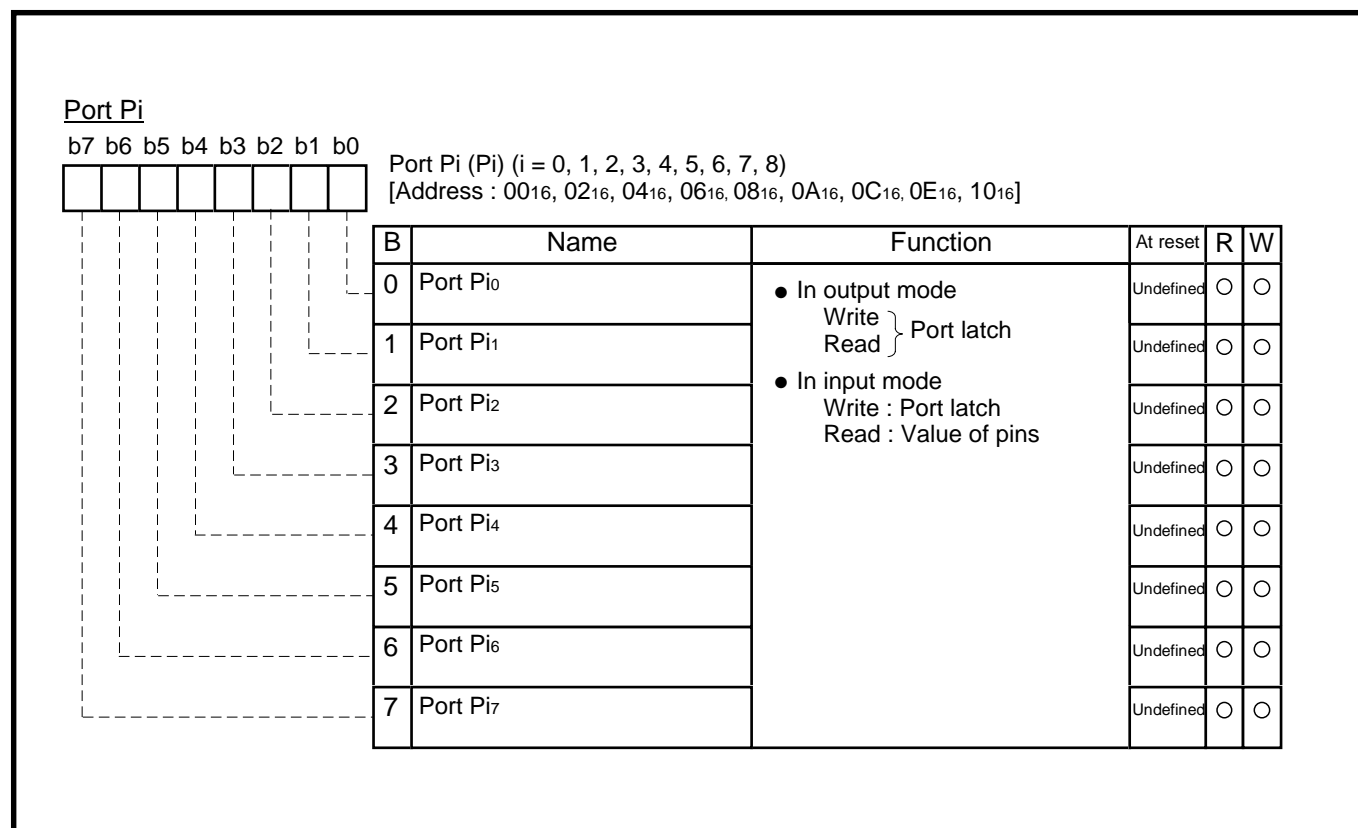 Port Pi
b7 b6 b5 b4 b3 b2 b1 b0
Port Pi (Pi) (i = 0, 1, 2, 3, 4, 5, 6, 7, 8)
[Address : 0016, 0216, 0416, 0616, 0816, 0A16, 0C16, 0E16, 1016]
B Name Function At reset R W
0 Port Pi0 Undefined ○ ○
● In output mode
Write
Read } Port latch
1 Port Pi1 Undefined ○ ○
● In input mode
Write : Port latch
Read : Value of pins
2 Port Pi2 Undefined ○ ○
3 Port Pi3 Undefined ○ ○
4 Port Pi4 Undefined ○ ○
5 Port Pi5 Undefined ○ ○
6 Port Pi6 Undefined ○ ○
7 Port Pi7 Undefined ○ ○